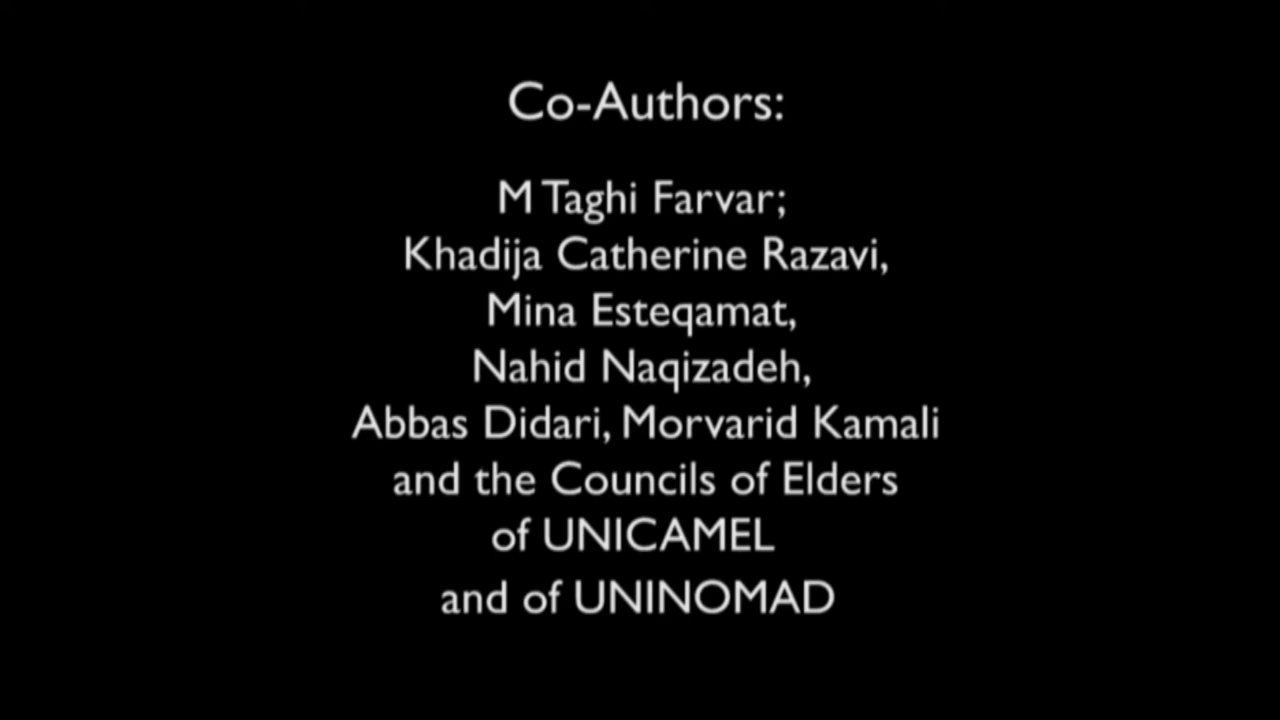 Co-Authors:
M Taghi Farvar;
Khadija Catherine Razavi,
Mina Esteqamat,
Nahid Naqizadeh,
Abbas Didari, Morvarid Kamali
and the Councils of Elders
of UNICAMEL
and of UNINOMAD